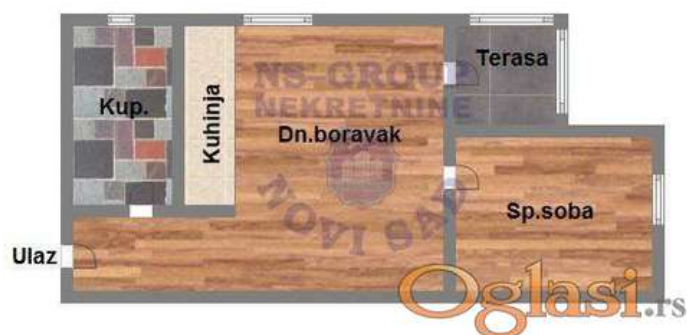 Kup.
Kuhinja
NS-GROUP
NEKRETNINE
Dn.boravak
NOVI SAD
Terasa
Sp.soba
Ulaz
Oglasi.rs